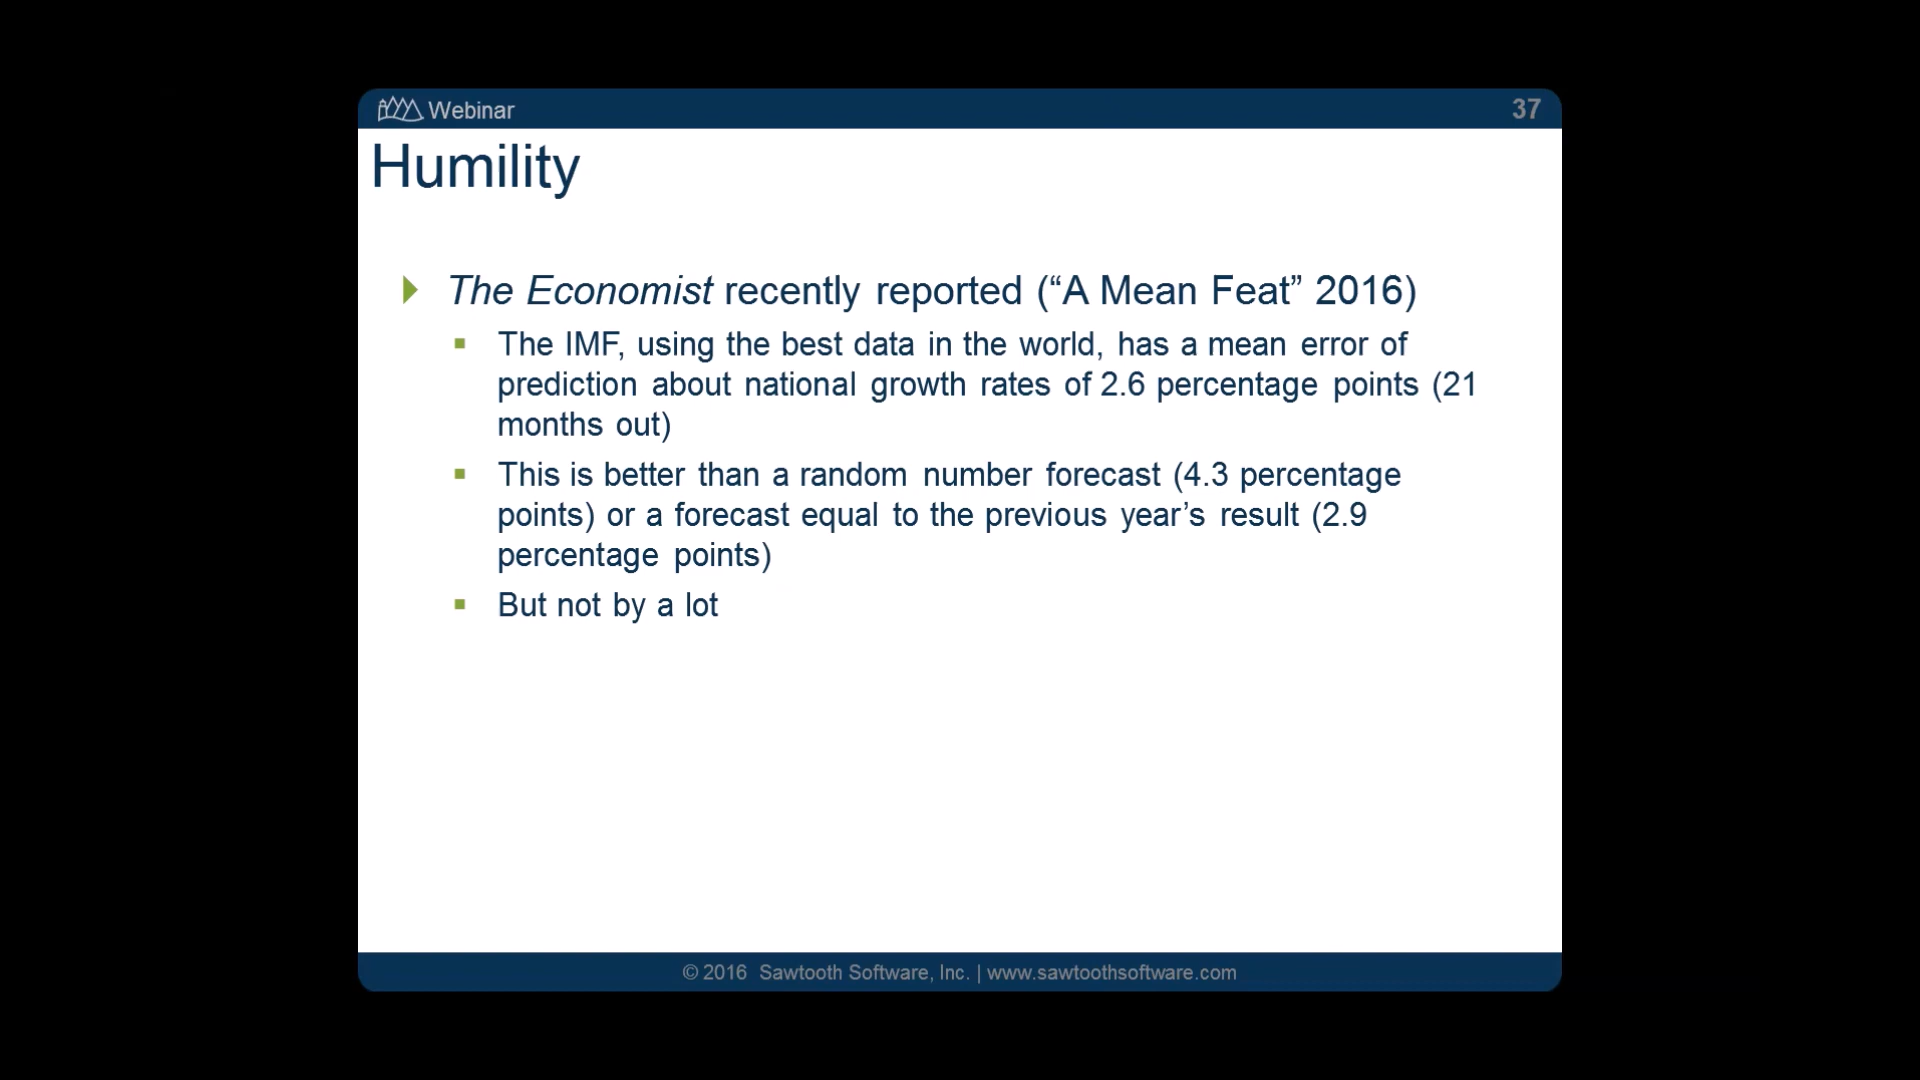 Webinar
37
Humility
The Economist recently reported (“A Mean Feat” 2016)
The IMF, using the best data in the world, has a mean error of
prediction about national growth rates of 2.6 percentage points (21
months out)
This is better than a random number forecast (4.3 percentage
points) or a forecast equal to the previous year’s result (2.9
percentage points)
But not by a lot
© 2016 Sawtooth Software, Inc. | www.sawtoothsoftware.com